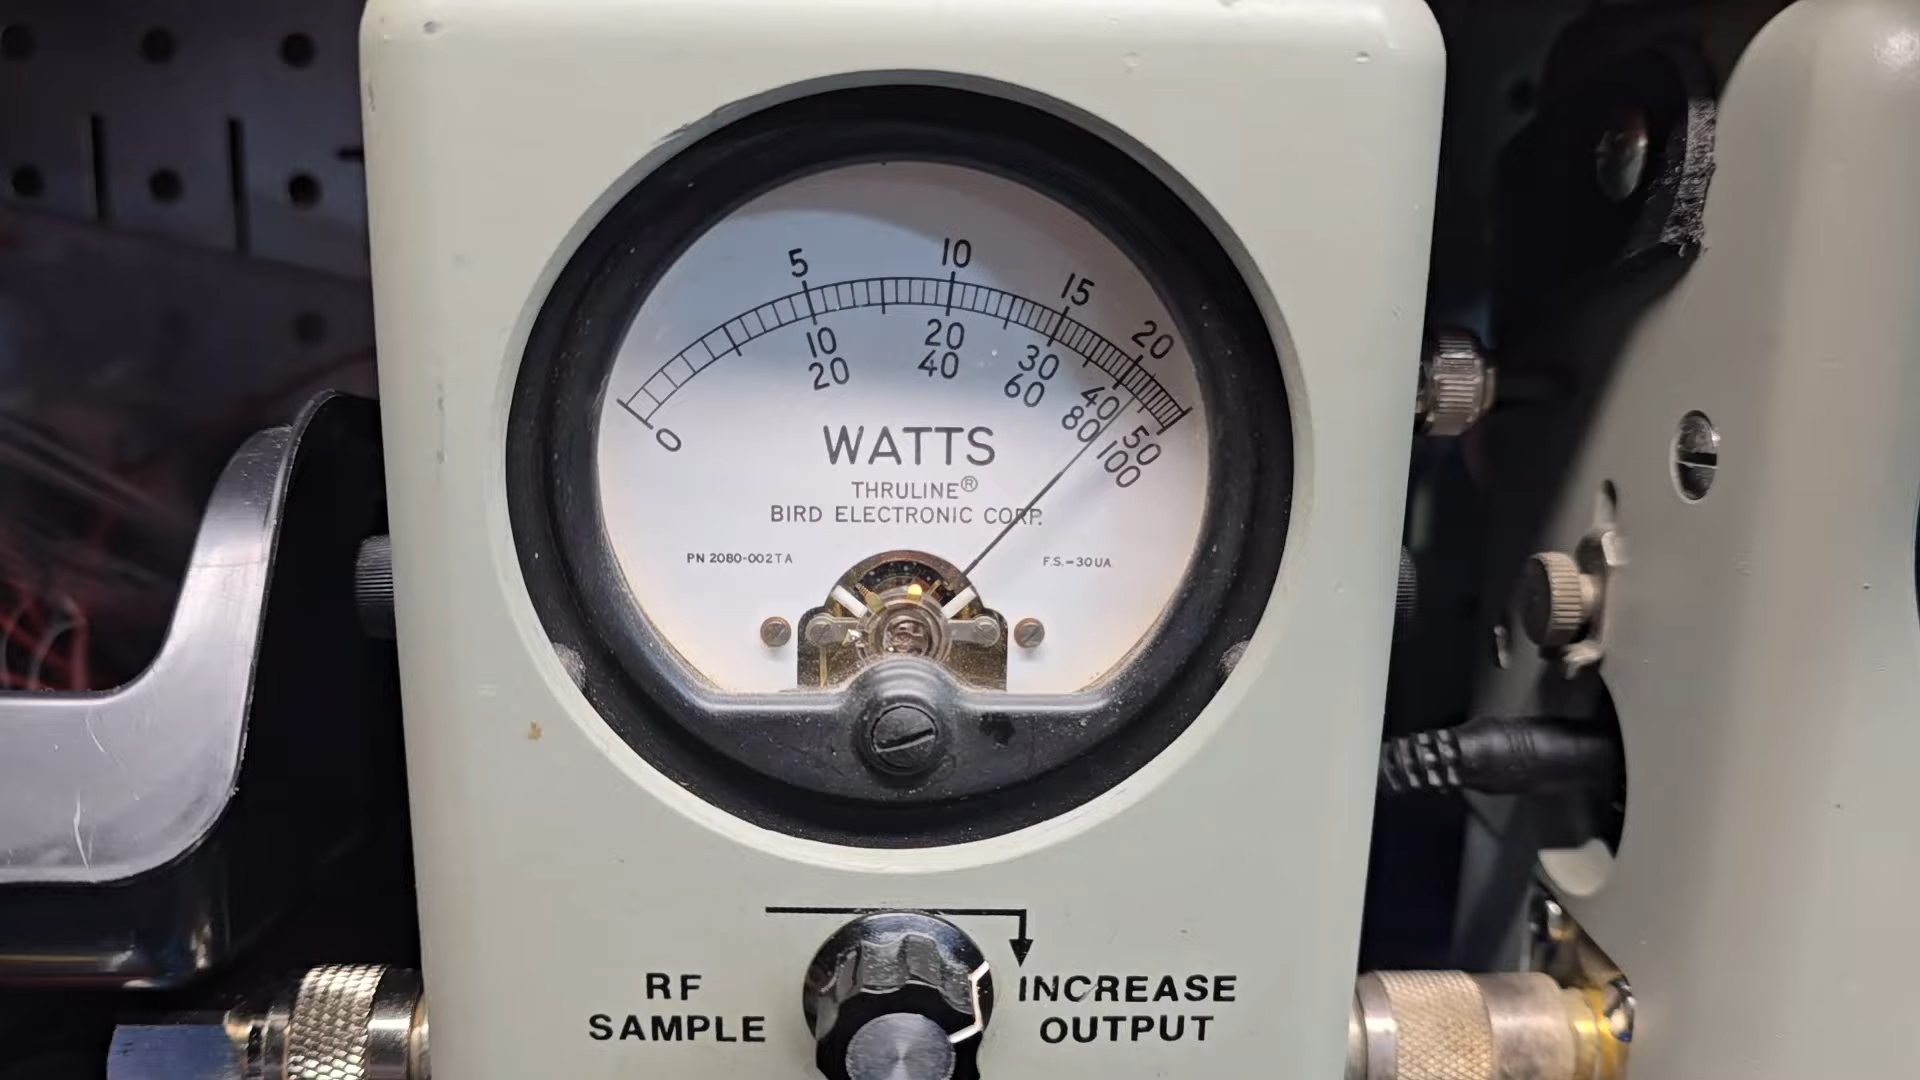 5 10 15 20
10 20 30 40 50
20 40 60 80 100
0
WATTS
THRULINE®
BIRD ELECTRONIC CORP.
PN 2080-002TA
F.S.=30UA
RF
SAMPLE
INCREASE
OUTPUT